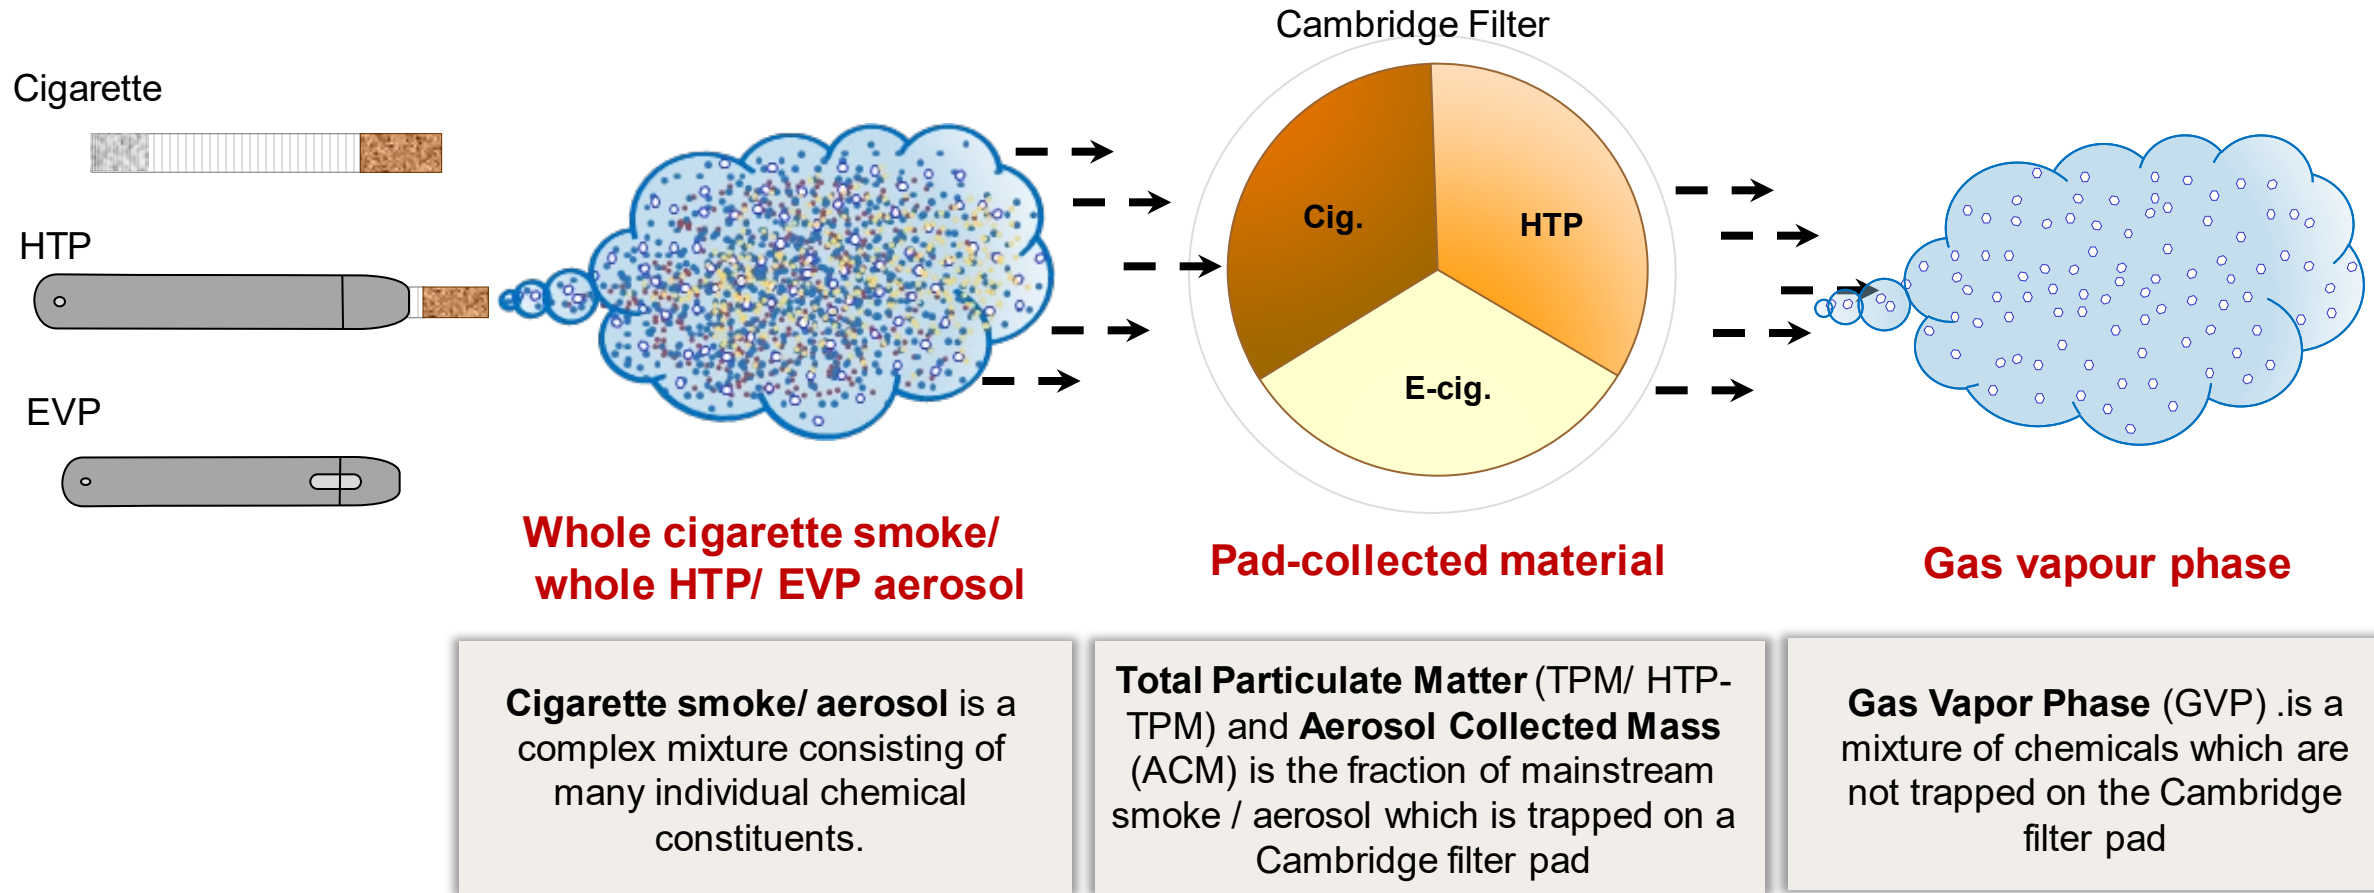 Cambridge Filter
Cigarette
HTP
EVP
Cig.
HTP
E-cig.
Whole cigarette smoke/
whole HTP/ EVP aerosol
Pad-collected material
Gas vapour phase
Cigarette smoke/ aerosol is a
complex mixture consisting of
many individual chemical
constituents.
Total Particulate Matter (TPM/ HTP-
TPM) and Aerosol Collected Mass
(ACM) is the fraction of mainstream
smoke / aerosol which is trapped on a
Cambridge filter pad
Gas Vapor Phase (GVP) .is a
mixture of chemicals which are
not trapped on the Cambridge
filter pad